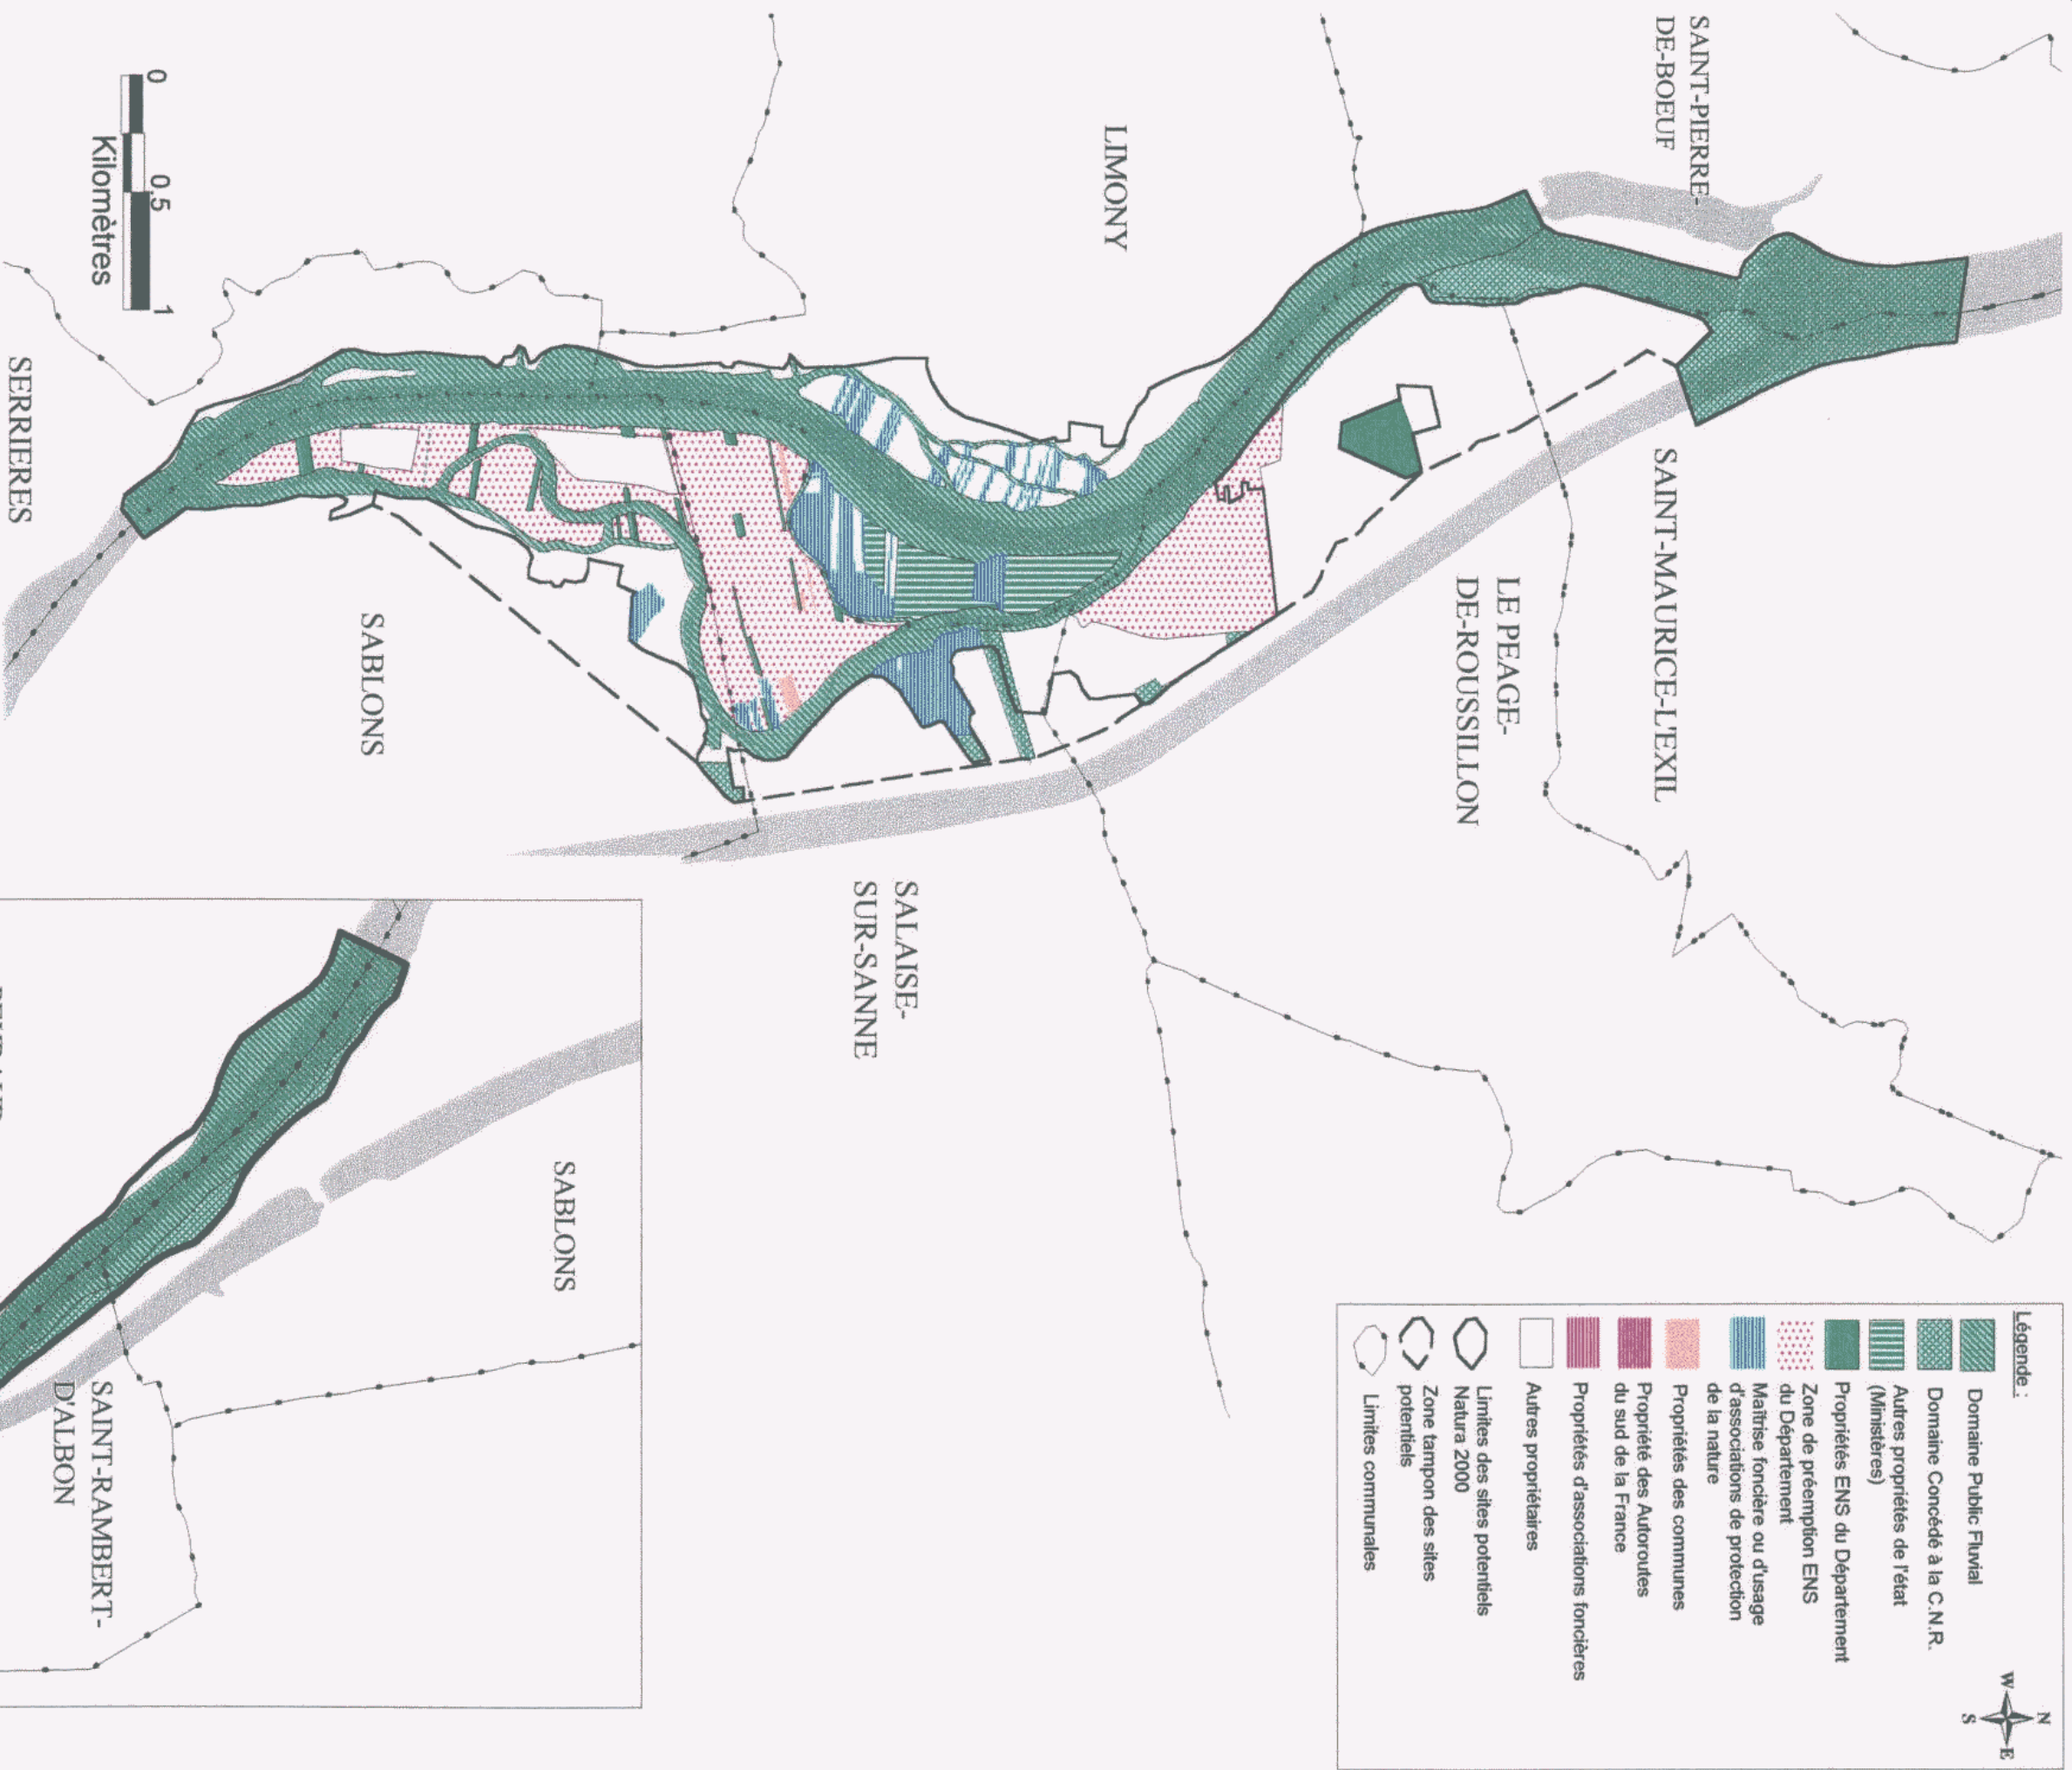 SAINT-PIERRE-
DE-BOEUF
LIMONY
SAINT-MAURICE-L'EXIL
LE PEAGE-
DE-ROUSSILLON
SALAISE-
SUR-SANNE
SABLONS
SERRIERES
0 0,5 1
Kilomètres
SABLONS
SAINT-RAMBERT-
D'ALBON
N
W E
S
Légende :
Domaine Public Fluvial
Domaine Concédé à la C.N.R.
Autres propriétés de l'état
(Ministères)
Propriétés ENS du Département
Zone de préemption ENS
du Département
Maîtrise foncière ou d'usage
d'associations de protection
de la nature
Propriétés des communes
Propriété des Autoroutes
du sud de la France
Propriétés d'associations foncières
Autres propriétaires
Limites des sites potentiels
Natura 2000
Zone tampon des sites
potentiels
Limites communales